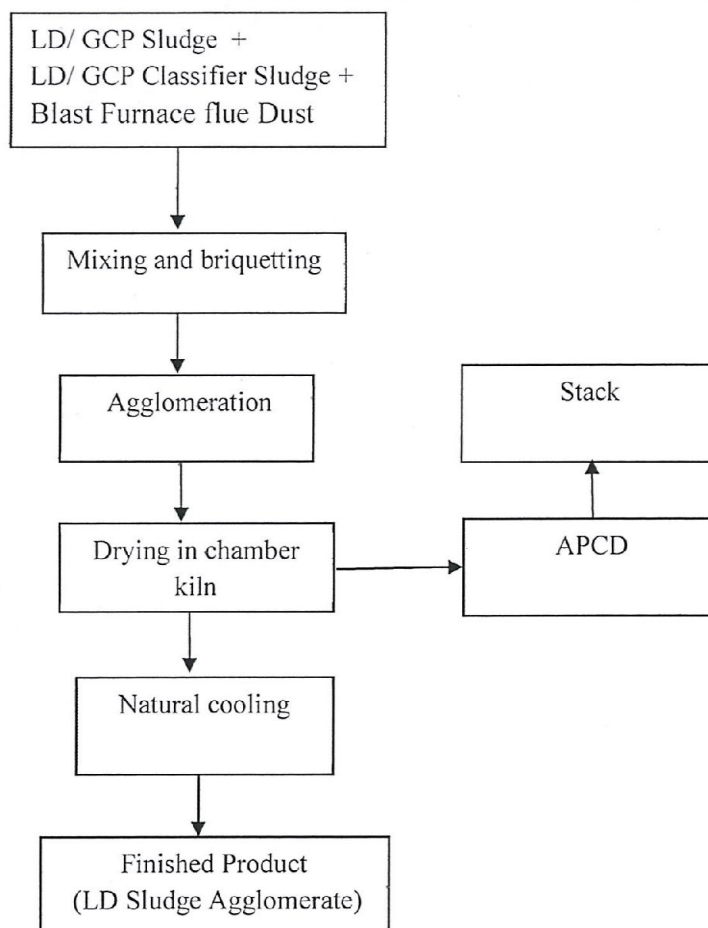 LD/ GCP Sludge +
LD/ GCP Classifier Sludge +
Blast Furnace flue Dust
Mixing and briquetting
Agglomeration
Stack
Drying in chamber
kiln
APCD
Natural cooling
Finished Product
(LD Sludge Agglomerate)